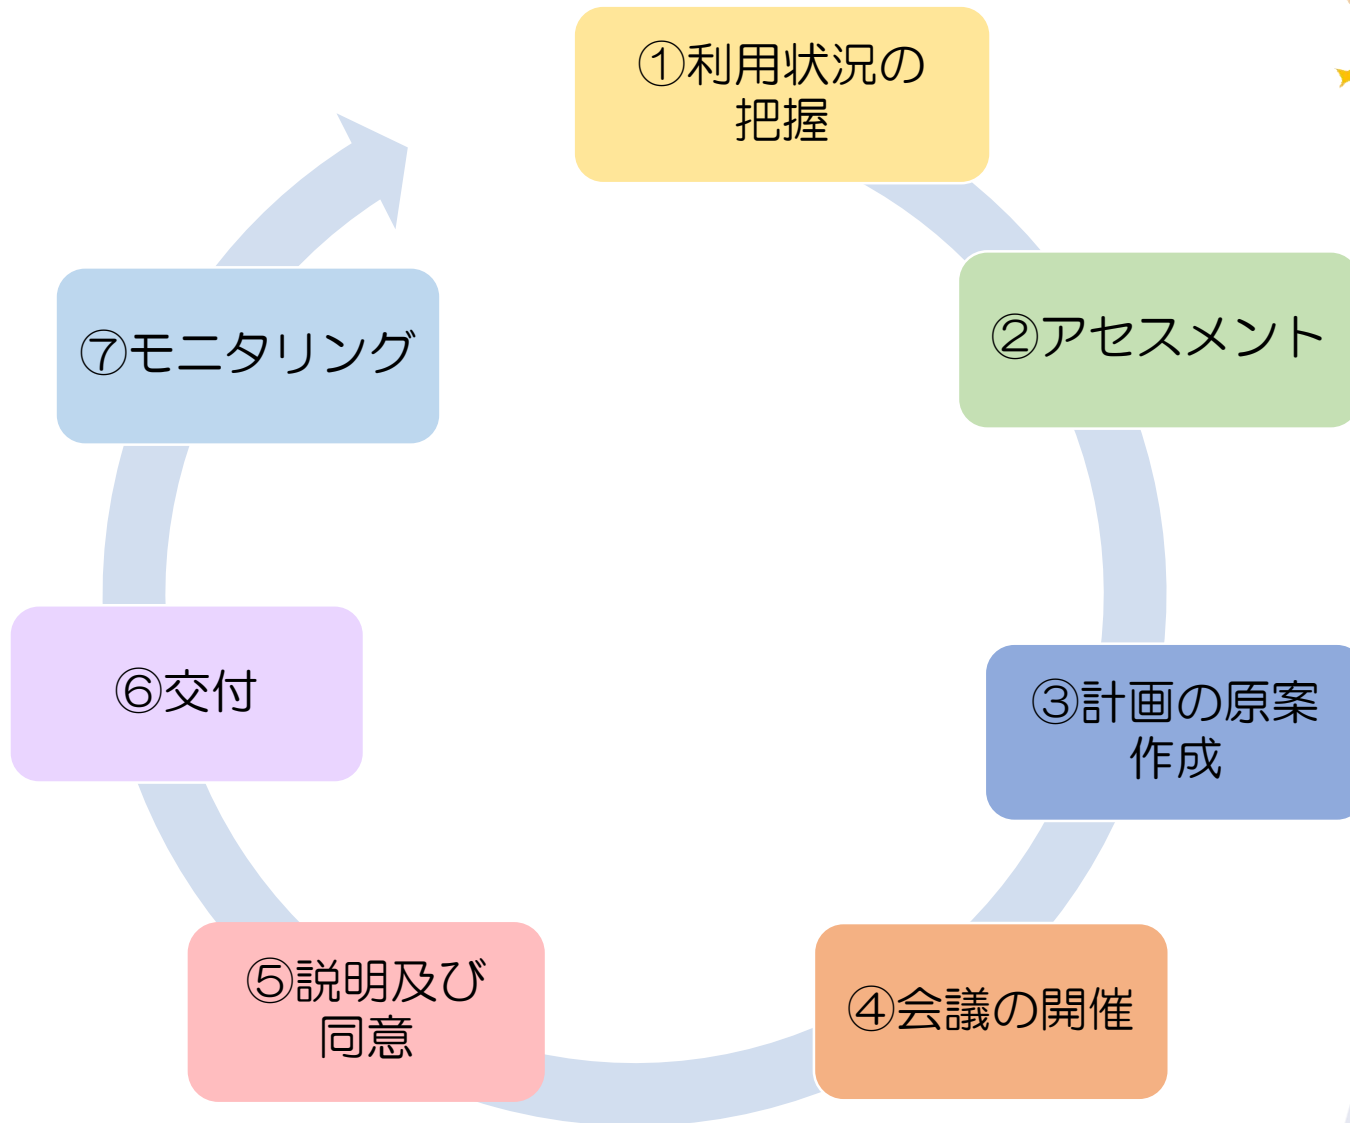 ①利用状況の
把握
②アセスメント
③計画の原案
作成
④会議の開催
⑤説明及び
同意
⑥交付
⑦モニタリング